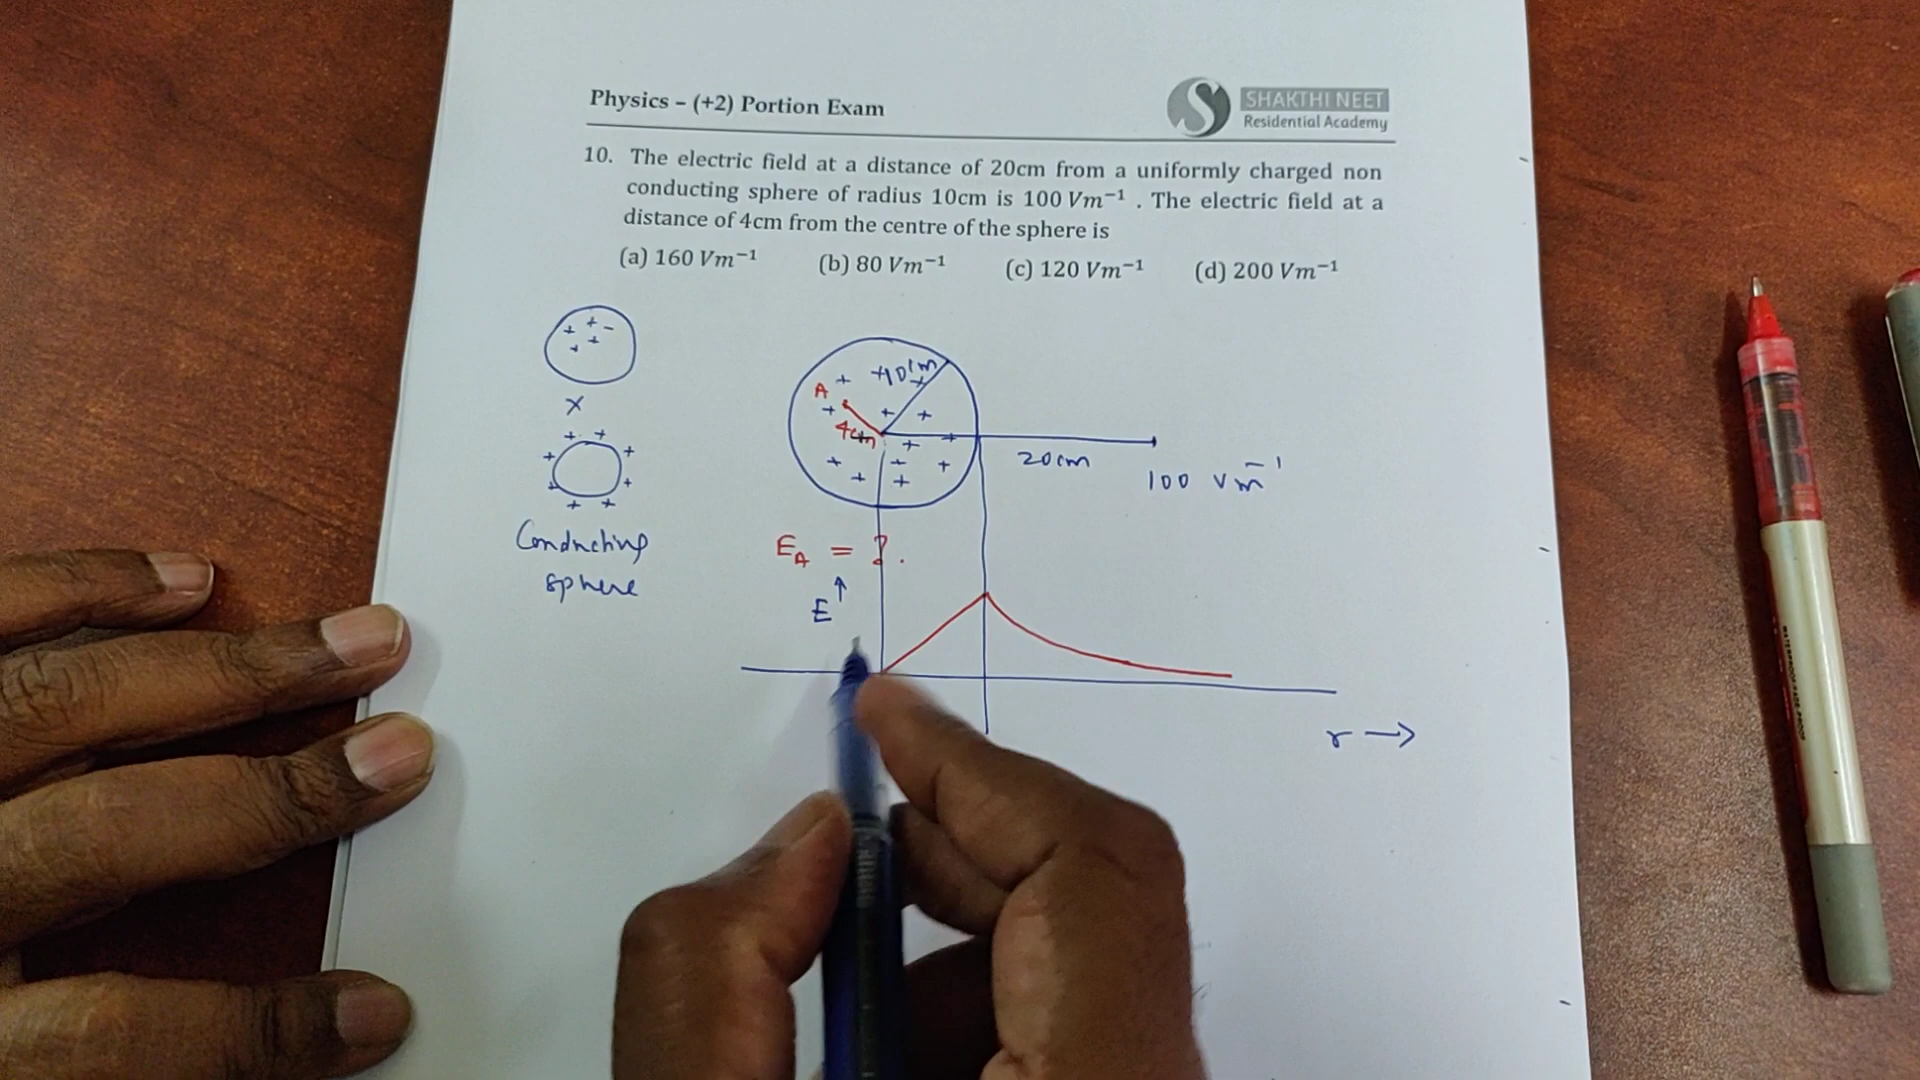 Physics – (+2) Portion Exam
S
SHAKTHI NEET
Residential Academy
10. The electric field at a distance of 20cm from a uniformly charged non
conducting sphere of radius 10cm is 100 Vm⁻¹ . The electric field at a
distance of 4cm from the centre of the sphere is
(a) 160 Vm⁻¹ (b) 80 Vm⁻¹ (c) 120 Vm⁻¹ (d) 200 Vm⁻¹
+ + –
+ +
×
+ + + + + + + +
Conducting
sphere
10cm
A
4cm
20cm
100 Vm⁻¹
E_A = ?.
E ↑
r →